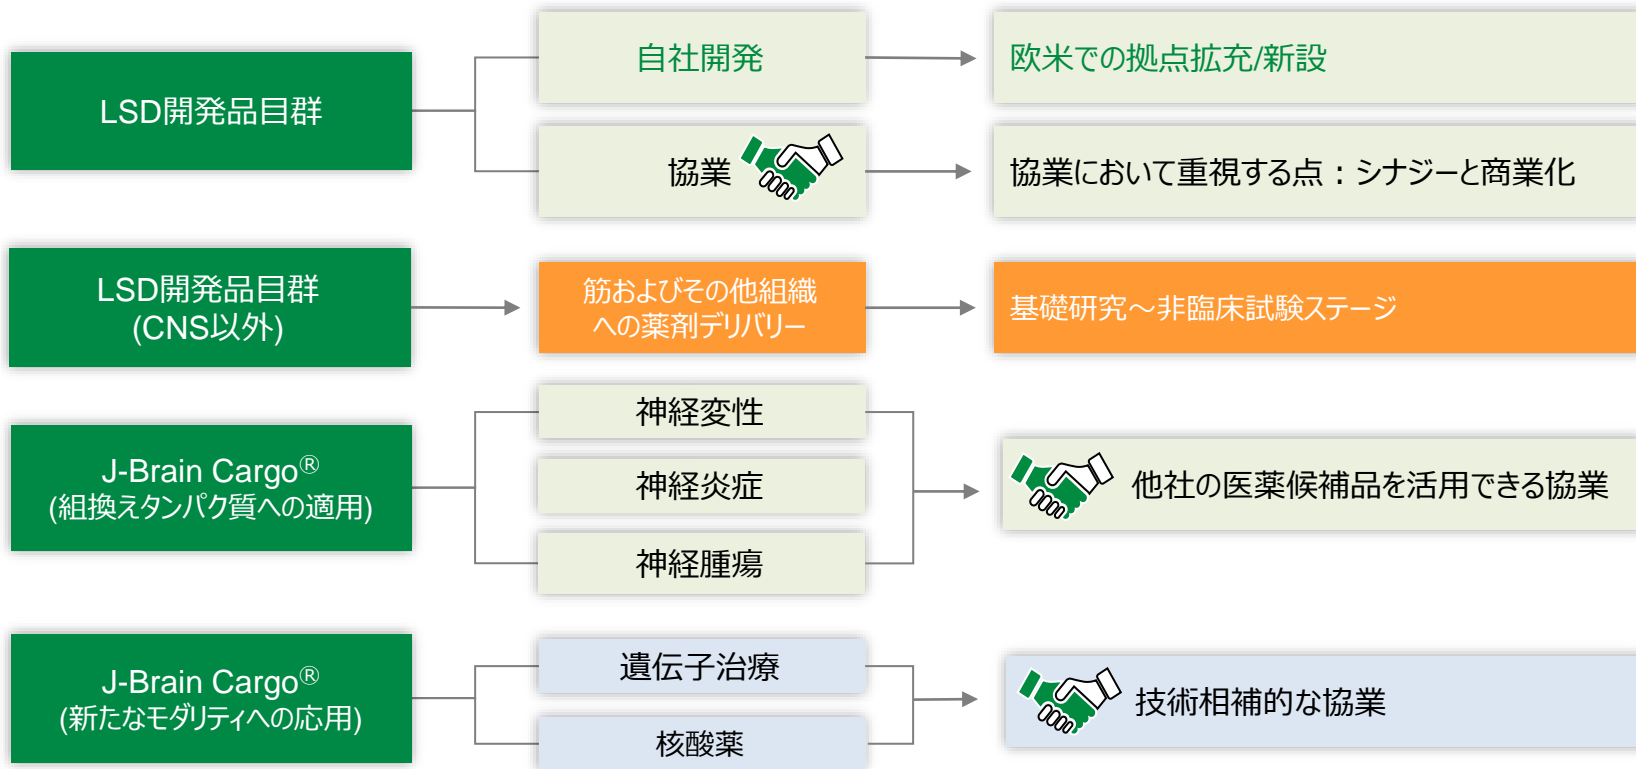 LSD開発品目群
自社開発
欧米での拠点拡充/新設
協業
協業において重視する点：シナジーと商業化
LSD開発品目群
(CNS以外)
筋およびその他組織
への薬剤デリバリー
基礎研究～非臨床試験ステージ
J-Brain Cargo®
(組換えタンパク質への適用)
神経変性
神経炎症
神経腫瘍
他社の医薬候補品を活用できる協業
J-Brain Cargo®
(新たなモダリティへの応用)
遺伝子治療
核酸薬
技術相補的な協業